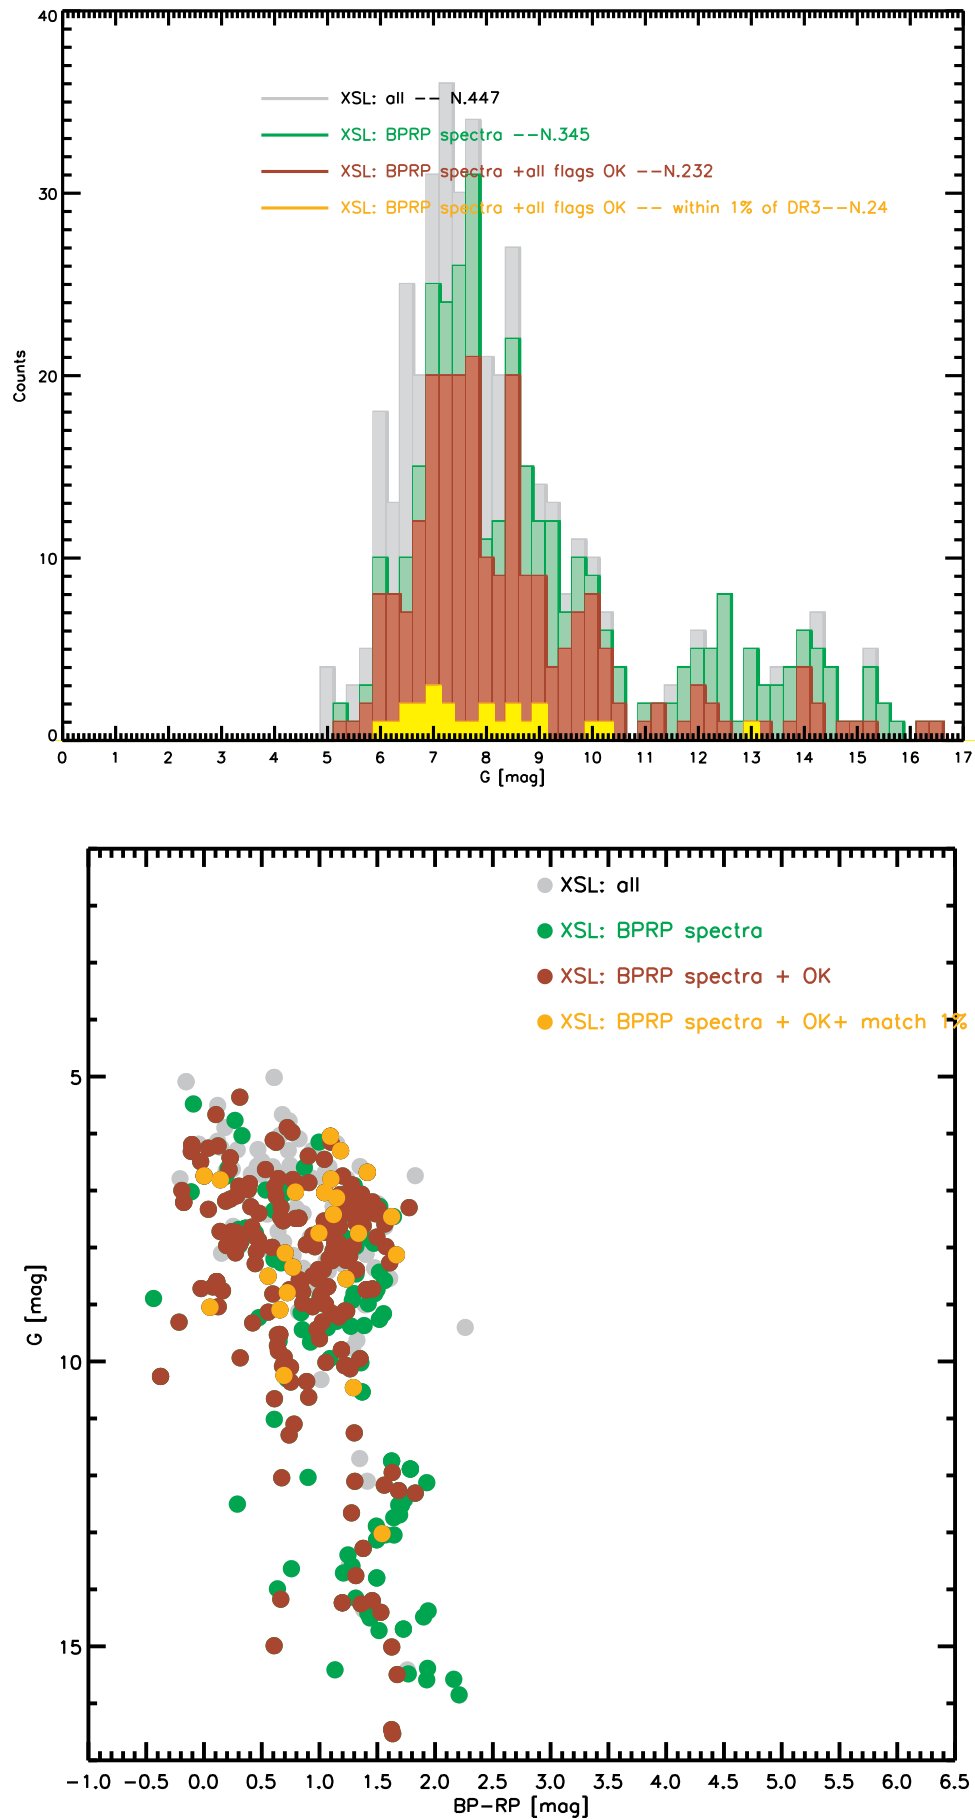 40
XSL: all -- N.447
XSL: BPRP spectra --N.345
XSL: BPRP spectra +all flags OK --N.232
30
XSL: BPRP spectra +all flags OK -- within 1% of DR3--N.24
Counts
20
10
0
0 1 2 3 4 5 6 7 8 9 10 11 12 13 14 15 16 17
G [mag]
XSL: all
XSL: BPRP spectra
XSL: BPRP spectra + OK
XSL: BPRP spectra + OK+ match 1%
5
G [mag]
10
15
-1.0 -0.5 0.0 0.5 1.0 1.5 2.0 2.5 3.0 3.5 4.0 4.5 5.0 5.5 6.0 6.5
BP-RP [mag]